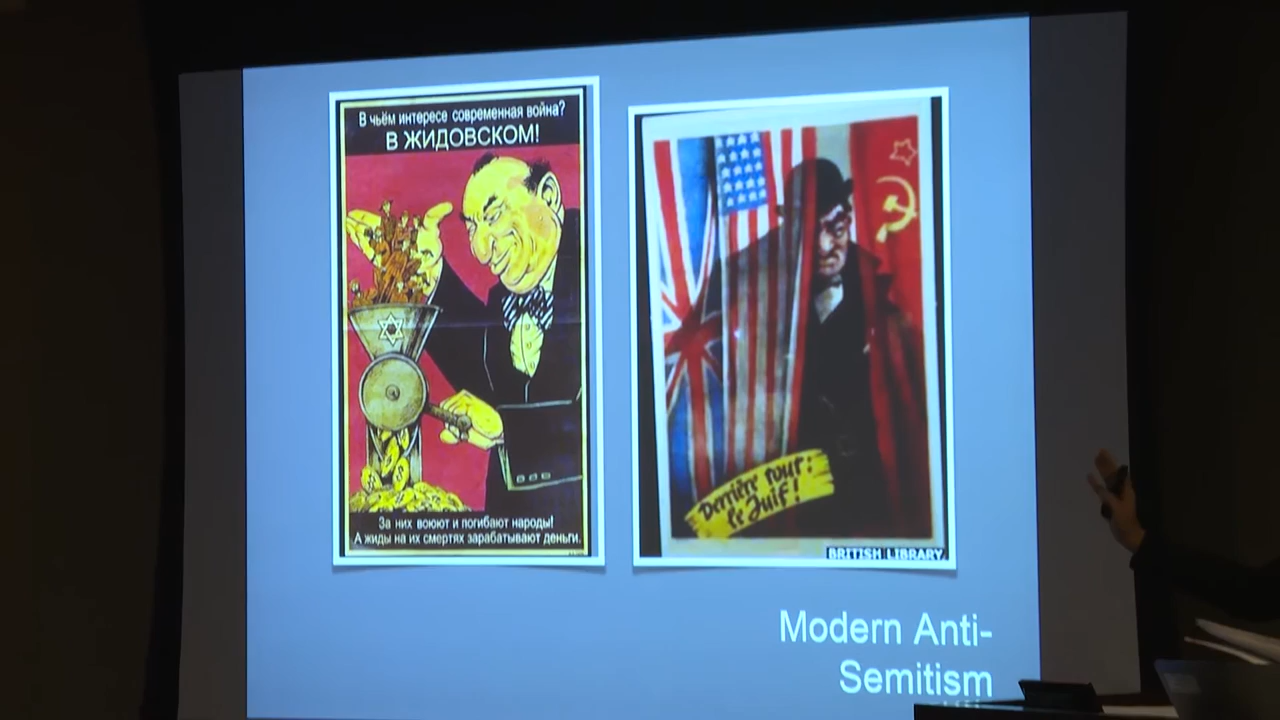 В чьём интересе современная война?
В ЖИДОВСКОМ!
За них воюют и погибают народы!
А жиды на их смертях зарабатывают деньги.
Derrière tout:
le Juif!
BRITISH LIBRARY
Modern Anti-
Semitism